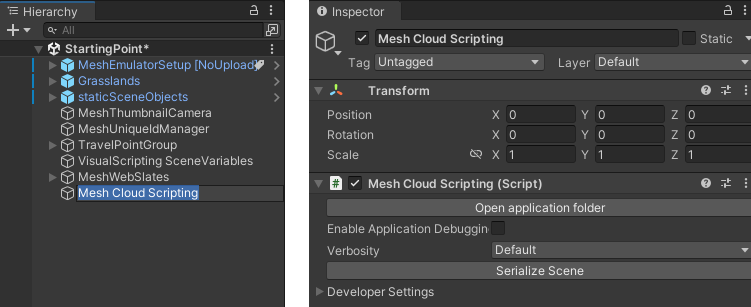 Hierarchy
All
StartingPoint*
MeshEmulatorSetup [NoUpload]
Grasslands
staticSceneObjects
MeshThumbnailCamera
MeshUniqueIdManager
TravelPointGroup
VisualScripting SceneVariables
MeshWebSlates
Mesh Cloud Scripting
Inspector
Mesh Cloud Scripting Static
Tag Untagged Layer Default
Transform
Position X 0 Y 0 Z 0
Rotation X 0 Y 0 Z 0
Scale X 1 Y 1 Z 1
# Mesh Cloud Scripting (Script)
Open application folder
Enable Application Debuggin
Verbosity Default
Serialize Scene
Developer Settings